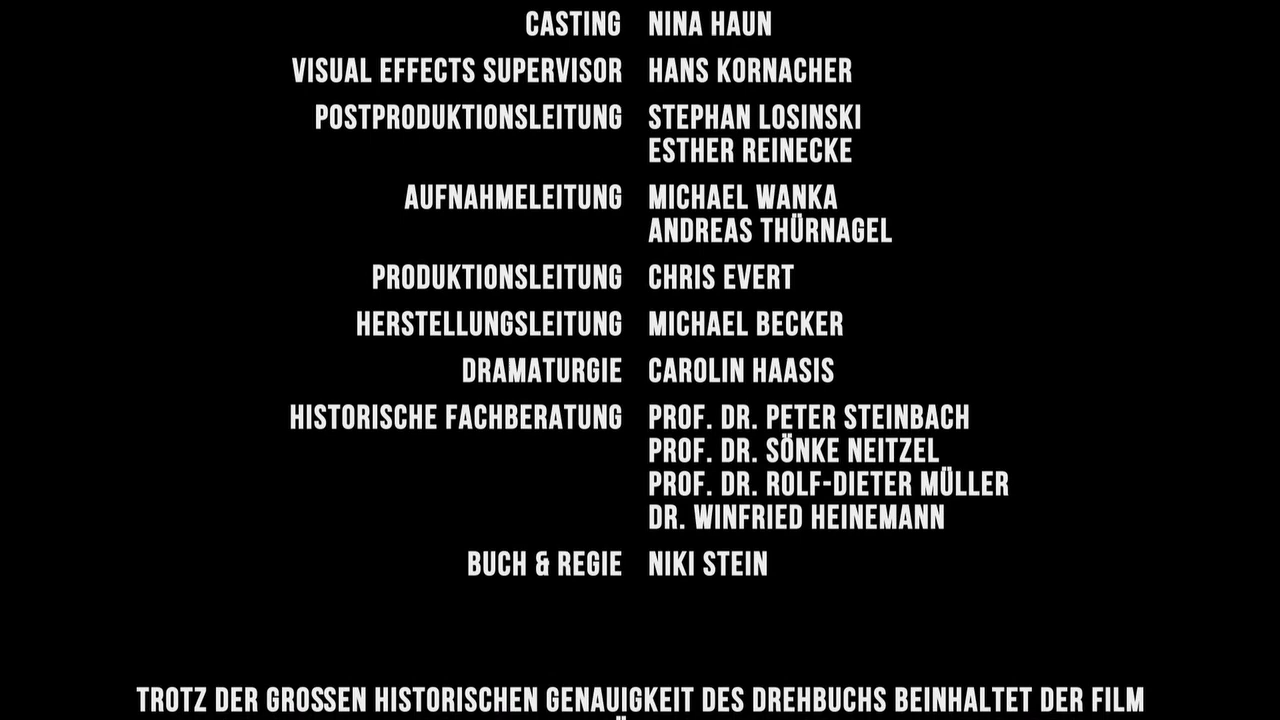 CASTING NINA HAUN
VISUAL EFFECTS SUPERVISOR HANS KORNACHER
POSTPRODUKTIONSLEITUNG STEPHAN LOSINSKI
ESTHER REINECKE
AUFNAHMELEITUNG MICHAEL WANKA
ANDREAS THÜRNAGEL
PRODUKTIONSLEITUNG CHRIS EVERT
HERSTELLUNGSLEITUNG MICHAEL BECKER
DRAMATURGIE CAROLIN HAASIS
HISTORISCHE FACHBERATUNG PROF. DR. PETER STEINBACH
PROF. DR. SÖNKE NEITZEL
PROF. DR. ROLF-DIETER MÜLLER
DR. WINFRIED HEINEMANN
BUCH & REGIE NIKI STEIN
TROTZ DER GROSSEN HISTORISCHEN GENAUIGKEIT DES DREHBUCHS BEINHALTET DER FILM